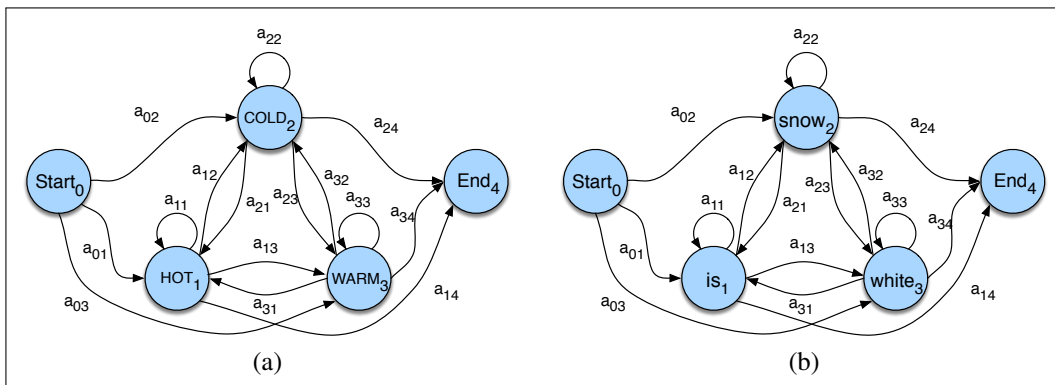 a22
a02
COLD2
a24
Start0
a12
a21
a23
a32
End4
a11
a33
a34
a01
HOT1
a13
WARM3
a03
a31
a14
(a)
a22
a02
snow2
a24
Start0
a12
a21
a23
a32
End4
a11
a33
a34
a01
is1
a13
white3
a03
a31
a14
(b)